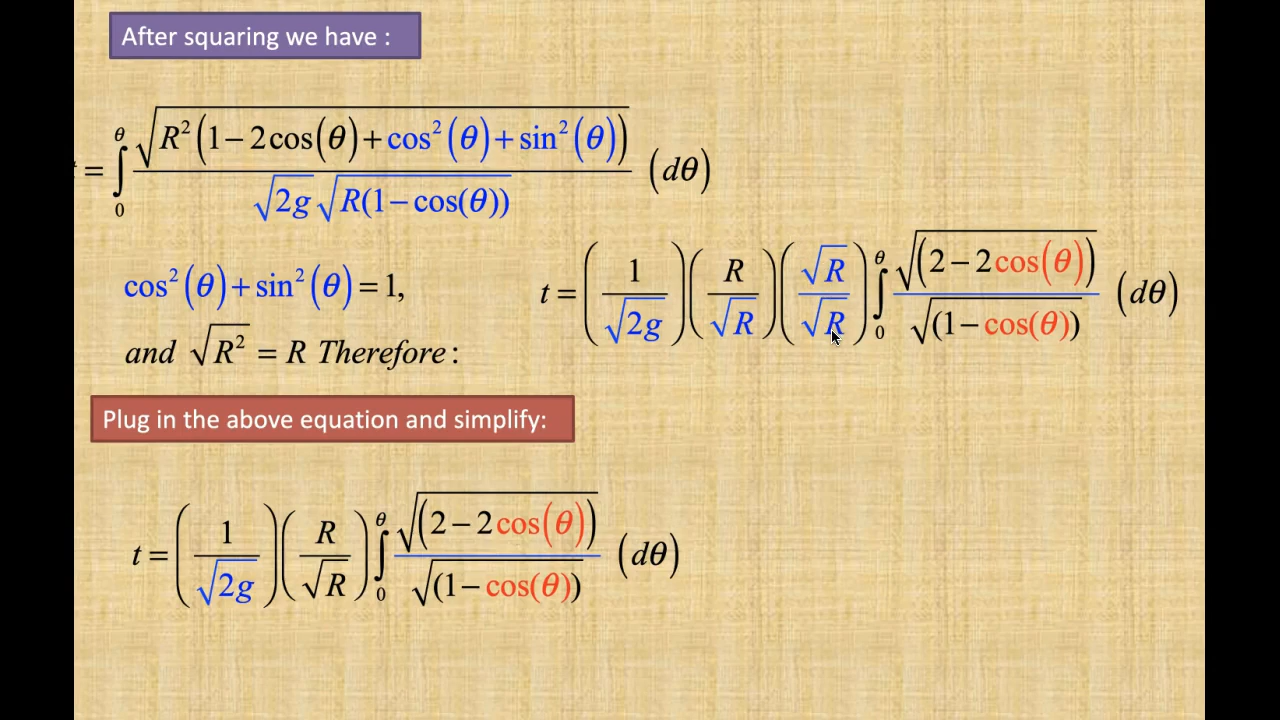 After squaring we have :
= ∫₀^θ √(R²(1−2cos(θ)+cos²(θ)+sin²(θ))) / (√(2g) √(R(1−cos(θ)))) (dθ)
cos²(θ)+sin²(θ)=1,
and √(R²) = R Therefore :
t = (1/√(2g)) (R/√R) (√R/√R) ∫₀^θ √((2−2cos(θ))) / √((1−cos(θ))) (dθ)
Plug in the above equation and simplify:
t = (1/√(2g)) (R/√R) ∫₀^θ √((2−2cos(θ))) / √((1−cos(θ))) (dθ)